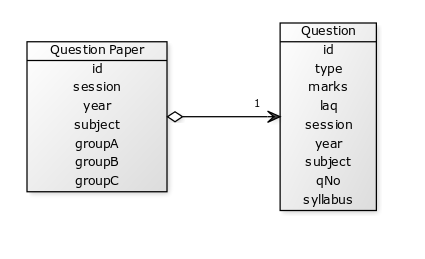 Question Paper
id
session
year
subject
groupA
groupB
groupC
1
Question
id
type
marks
laq
session
year
subject
qNo
syllabus